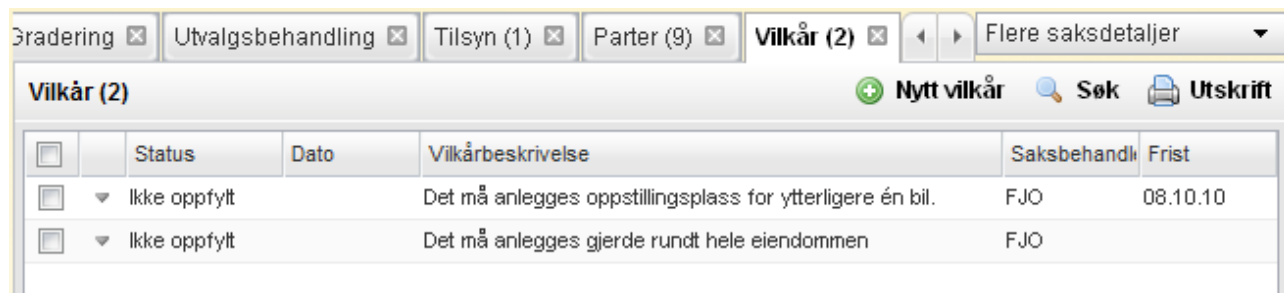 Gradering Utvalgsbehandling Tilsyn (1) Parter (9) Vilkår (2) Flere saksdetaljer
Vilkår (2) Nytt vilkår Søk Utskrift
Status Dato Vilkårbeskrivelse Saksbehandle Frist
Ikke oppfylt Det må anlegges oppstillingsplass for ytterligere én bil. FJO 08.10.10
Ikke oppfylt Det må anlegges gjerde rundt hele eiendommen FJO